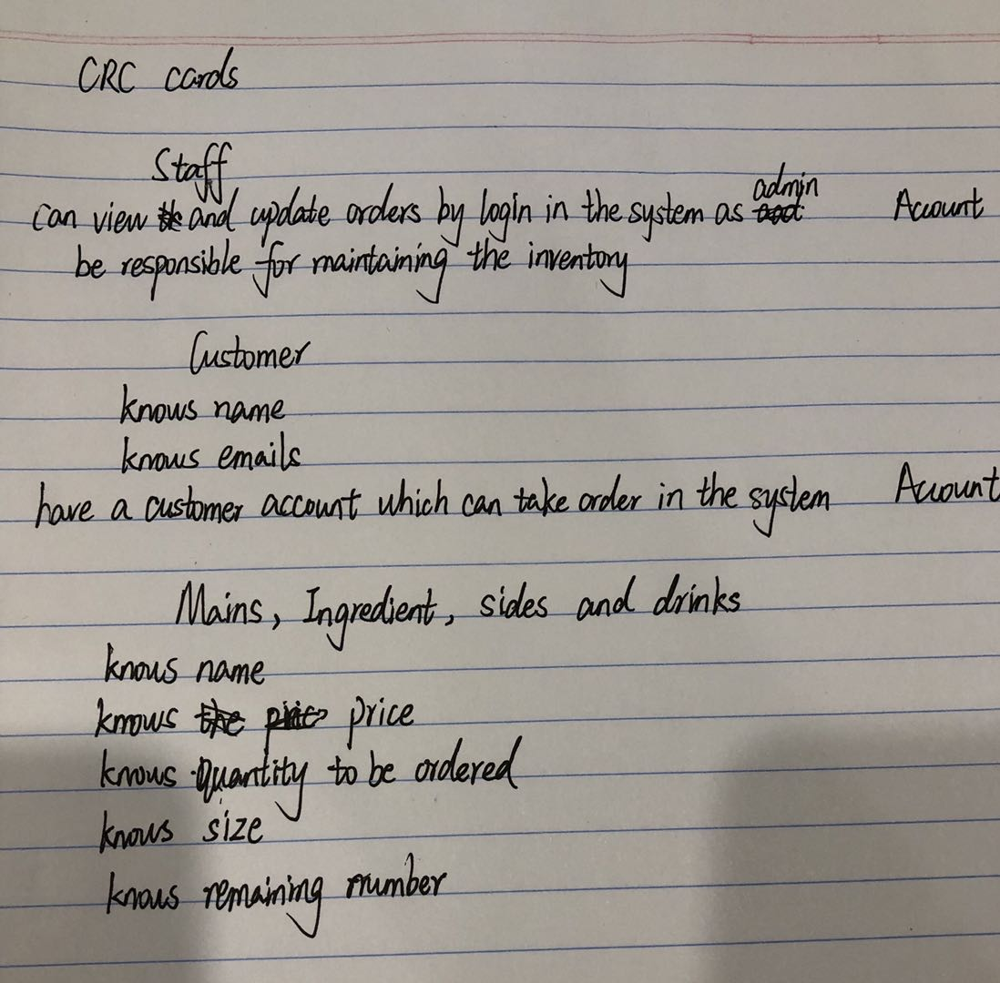 CRC cards
Staff
can view and update orders by login in the system as admin Account
be responsible for maintaining the inventory
Customer
knows name
knows emails
have a customer account which can take order in the system Account
Mains, Ingredient, sides and drinks
knows name
knows the price price
knows Quantity to be ordered
knows size
knows remaining number